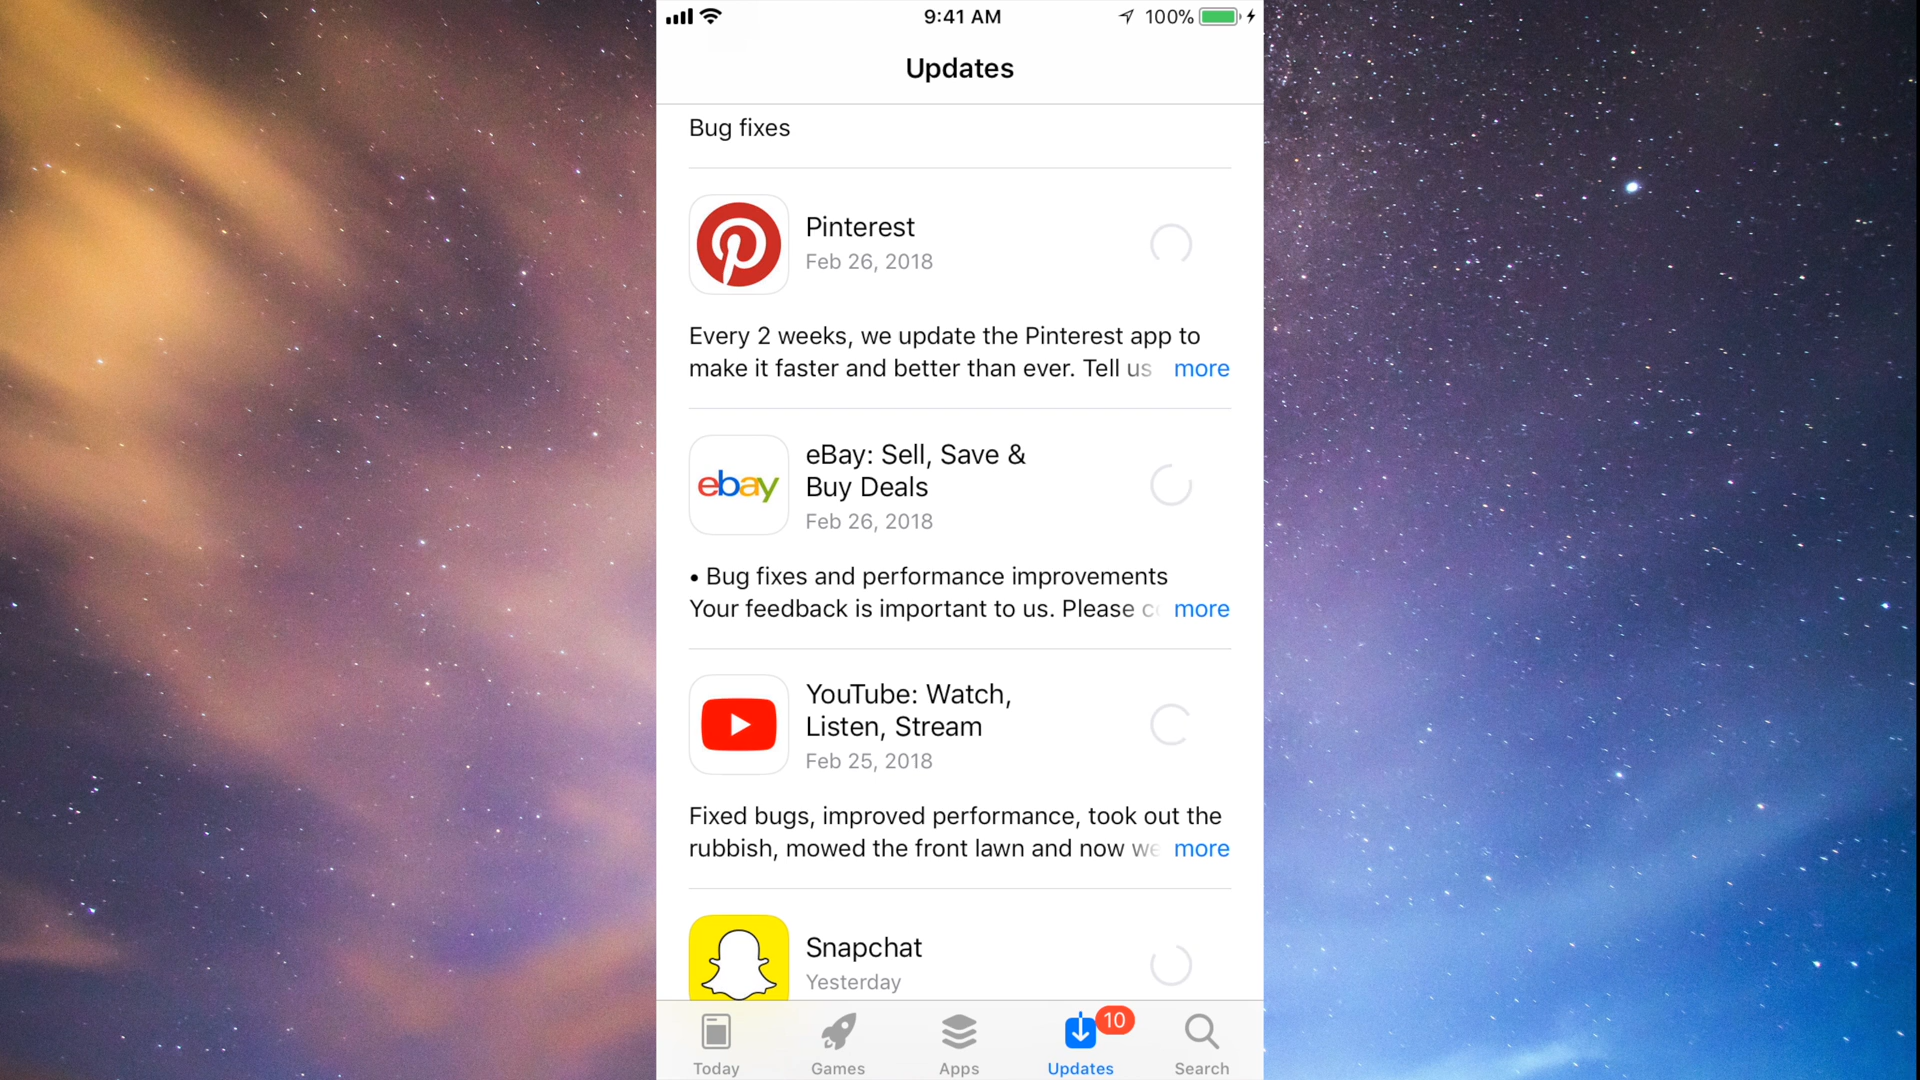 9:41 AM
100%
Updates
Bug fixes
Pinterest
Feb 26, 2018
Every 2 weeks, we update the Pinterest app to
make it faster and better than ever. Tell us more
ebay
eBay: Sell, Save &
Buy Deals
Feb 26, 2018
• Bug fixes and performance improvements
Your feedback is important to us. Please more
YouTube: Watch,
Listen, Stream
Feb 25, 2018
Fixed bugs, improved performance, took out the
rubbish, mowed the front lawn and now we more
Snapchat
Yesterday
10
Today Games Apps Updates Search